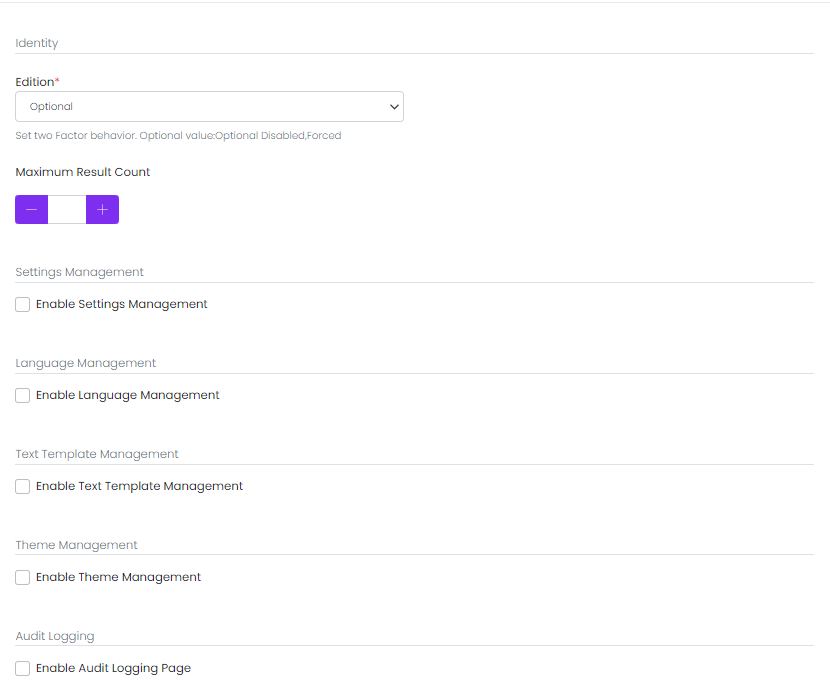 Identity
Edition*
Optional
Set two Factor behavior. Optional value:Optional Disabled,Forced
Maximum Result Count
Settings Management
Enable Settings Management
Language Management
Enable Language Management
Text Template Management
Enable Text Template Management
Theme Management
Enable Theme Management
Audit Logging
Enable Audit Logging Page